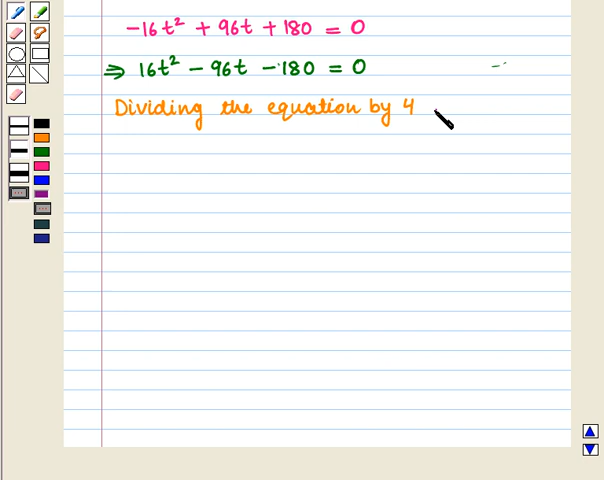 -16t² + 96t + 180 = 0
⇒ 16t² - 96t - 180 = 0
Dividing the equation by 4